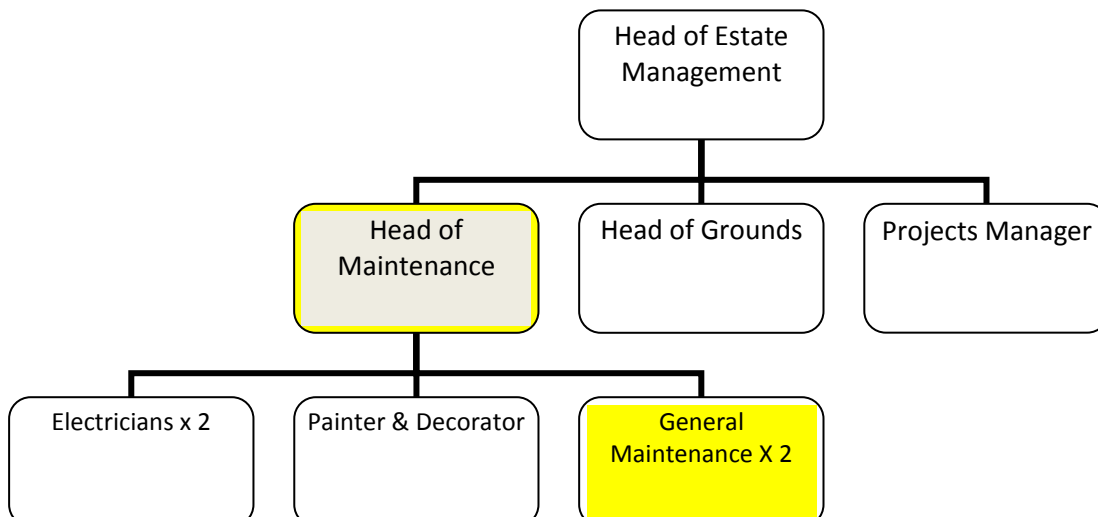 Head of Estate
Management
Head of
Maintenance
Head of Grounds
Projects Manager
Electricians x 2
Painter & Decorator
General
Maintenance X 2